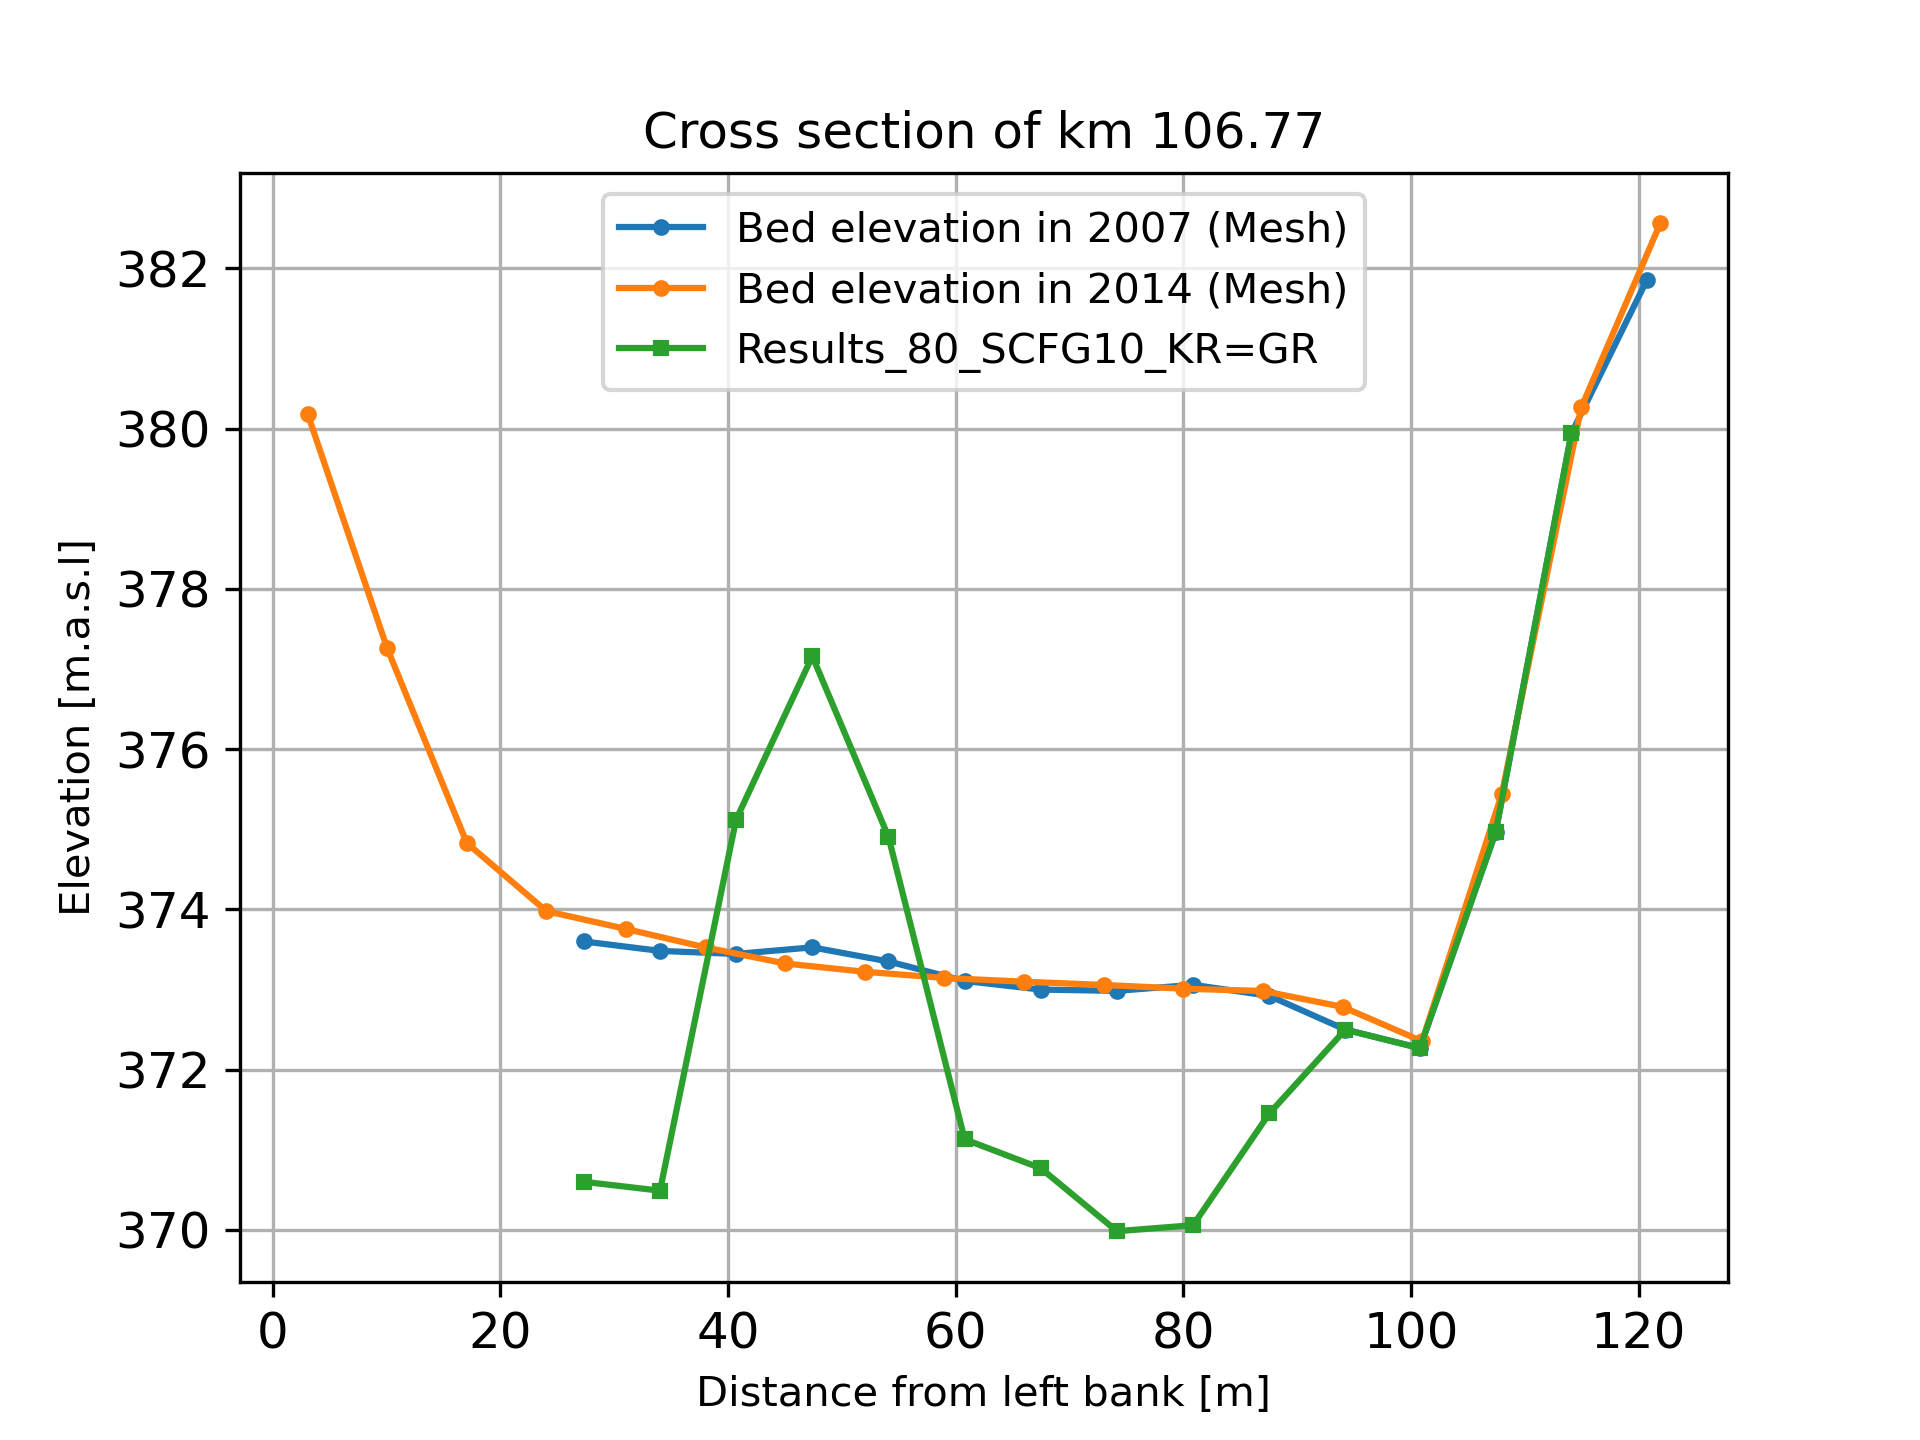 Cross section of km 106.77
Bed elevation in 2007 (Mesh)
Bed elevation in 2014 (Mesh)
Results_80_SCFG10_KR=GR
382
380
378
376
374
372
370
Elevation [m.a.s.l]
0 20 40 60 80 100 120
Distance from left bank [m]